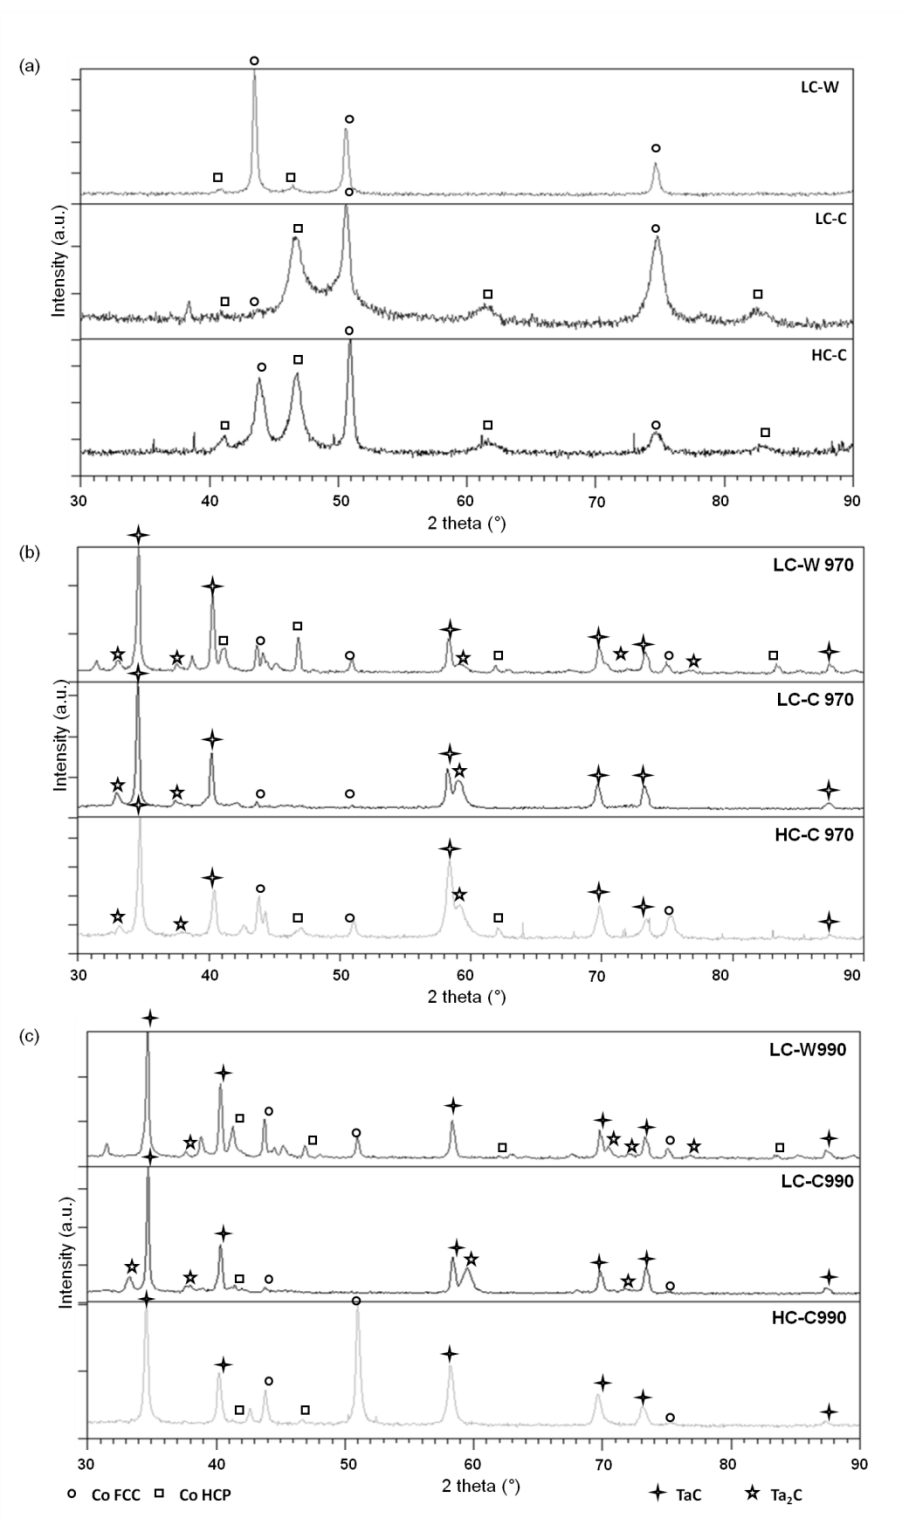 (a)
LC-W
LC-C
HC-C
Intensity (a.u.)
30 40 50 60 70 80 90
2 theta (°)
(b)
LC-W 970
LC-C 970
HC-C 970
Intensity (a.u.)
30 40 50 60 70 80 90
2 theta (°)
(c)
LC-W990
LC-C990
HC-C990
Intensity (a.u.)
30 40 50 60 70 80 90
2 theta (°)
Co FCC Co HCP TaC Ta₂C